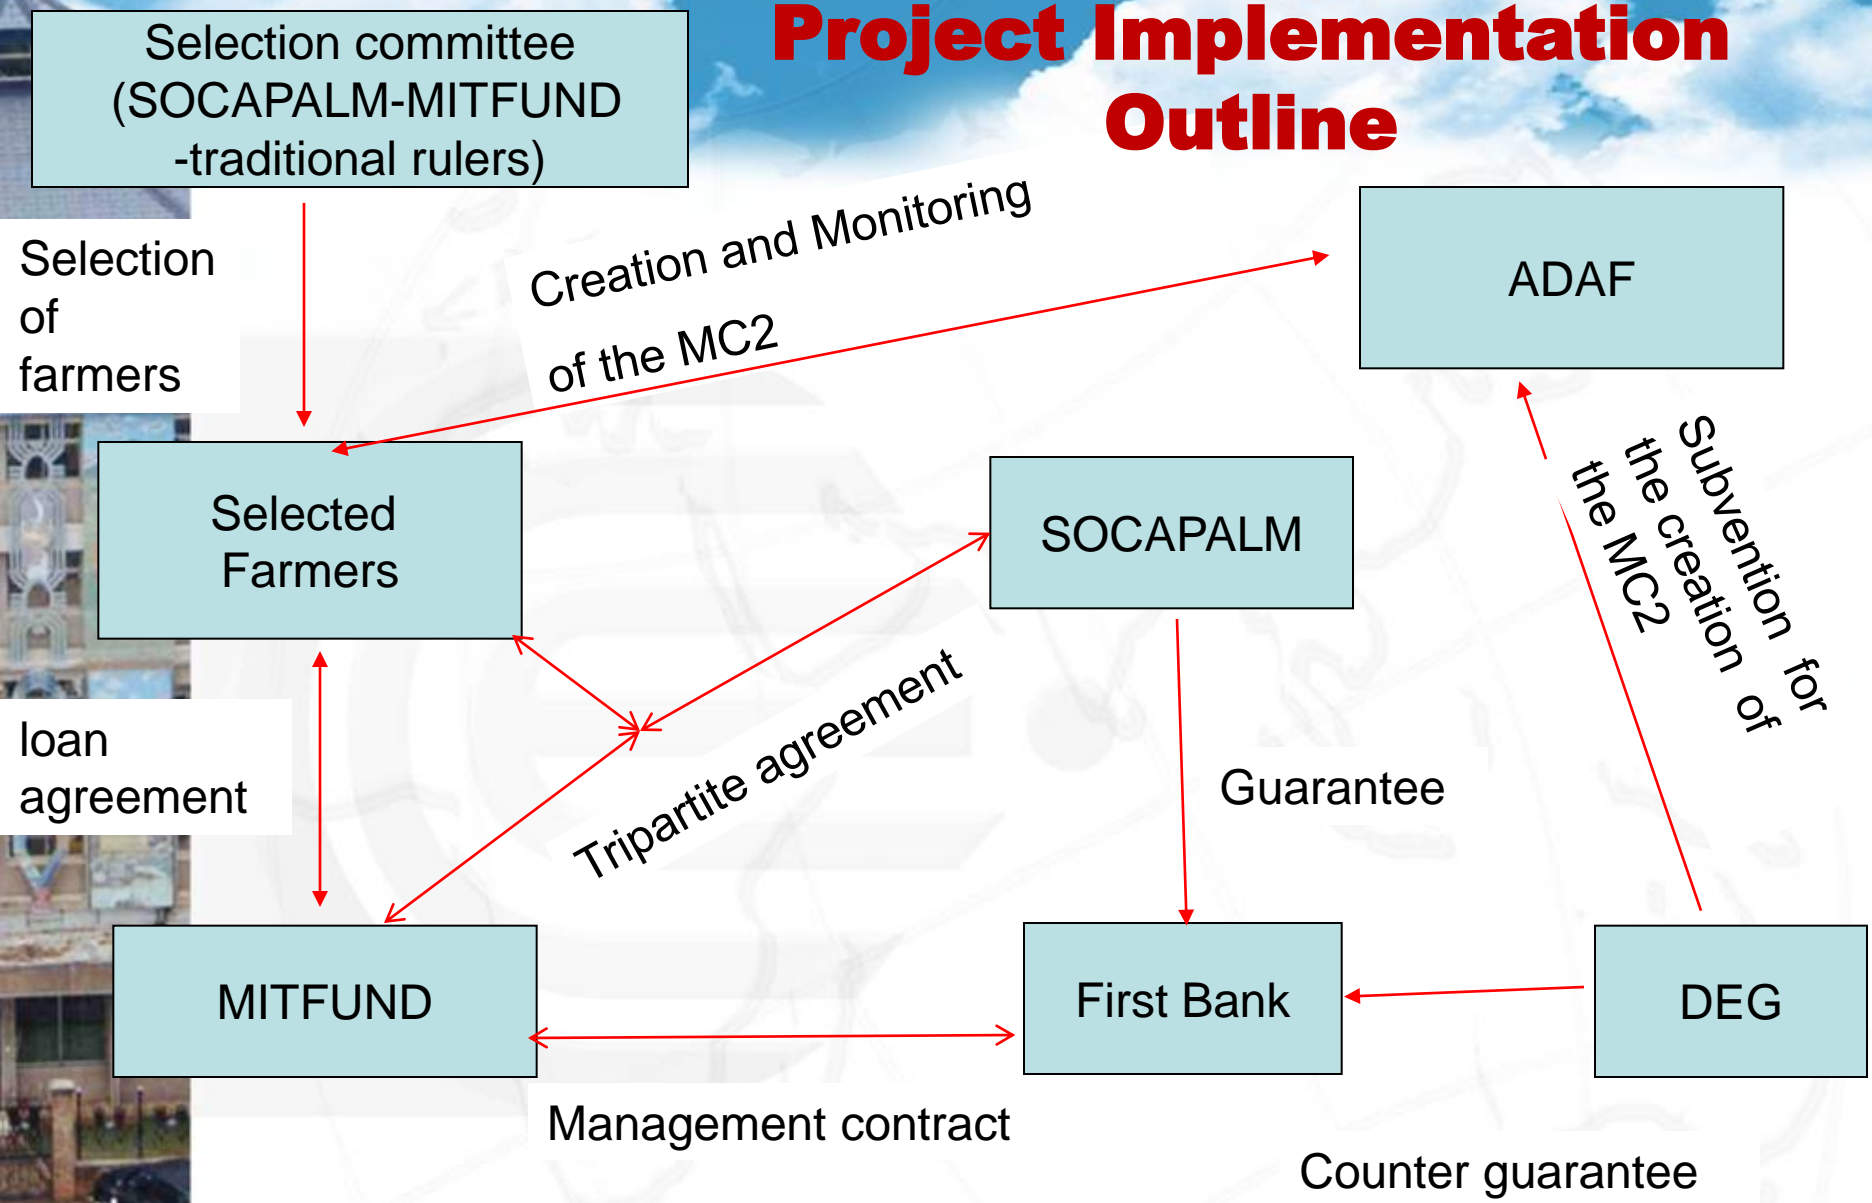 Project Implementation
Outline
Selection committee
(SOCAPALM-MITFUND
-traditional rulers)
Selection
of
farmers
Creation and Monitoring
of the MC2
ADAF
Selected
Farmers
SOCAPALM
Subvention for
the creation of
the MC2
loan
agreement
Tripartite agreement
Guarantee
MITFUND
First Bank
DEG
Management contract
Counter guarantee